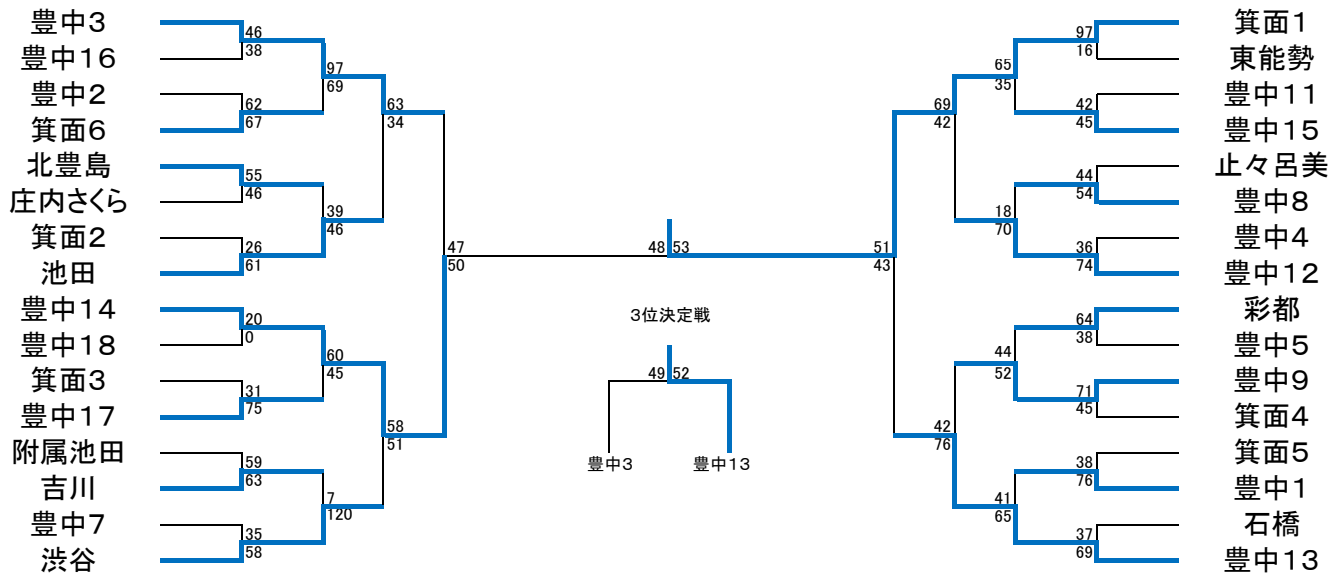 豊中3
46
38
豊中16
97
69
豊中2
62
67
箕面6
63
34
北豊島
55
46
庄内さくら
39
46
箕面2
26
61
池田
47
50
豊中14
20
0
豊中18
60
45
箕面3
31
75
豊中17
58
51
附属池田
59
63
吉川
7
120
豊中7
35
58
渋谷
48 53
3位決定戦
49 52
豊中3 豊中13
箕面1
97
16
東能勢
65
35
豊中11
42
45
豊中15
69
42
止々呂美
44
54
豊中8
18
70
豊中4
36
74
豊中12
51
43
彩都
64
38
豊中5
44
52
豊中9
71
45
箕面4
42
76
箕面5
38
76
豊中1
41
65
石橋
37
69
豊中13